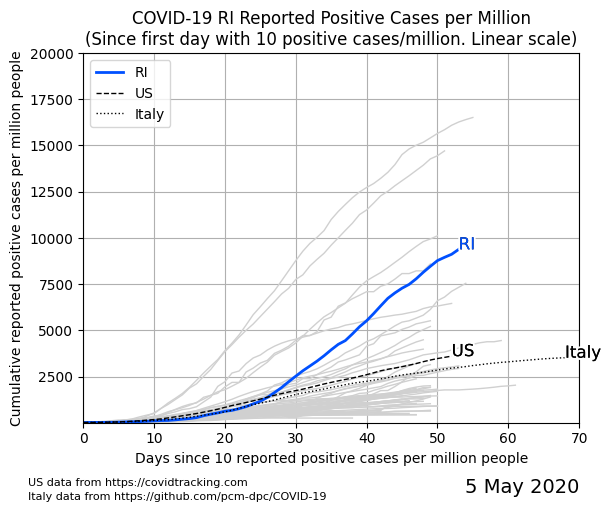 COVID-19 RI Reported Positive Cases per Million
(Since first day with 10 positive cases/million. Linear scale)
Cumulative reported positive cases per million people
20000
17500
15000
12500
10000
7500
5000
2500
RI
US
Italy
RI
US
Italy
0 10 20 30 40 50 60 70
Days since 10 reported positive cases per million people
US data from https://covidtracking.com
Italy data from https://github.com/pcm-dpc/COVID-19
5 May 2020